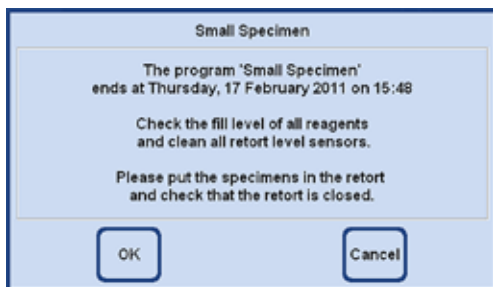 Small Specimen
The program 'Small Specimen'
ends at Thursday, 17 February 2011 on 15:48
Check the fill level of all reagents
and clean all retort level sensors.
Please put the specimens in the retort
and check that the retort is closed.
OK
Cancel